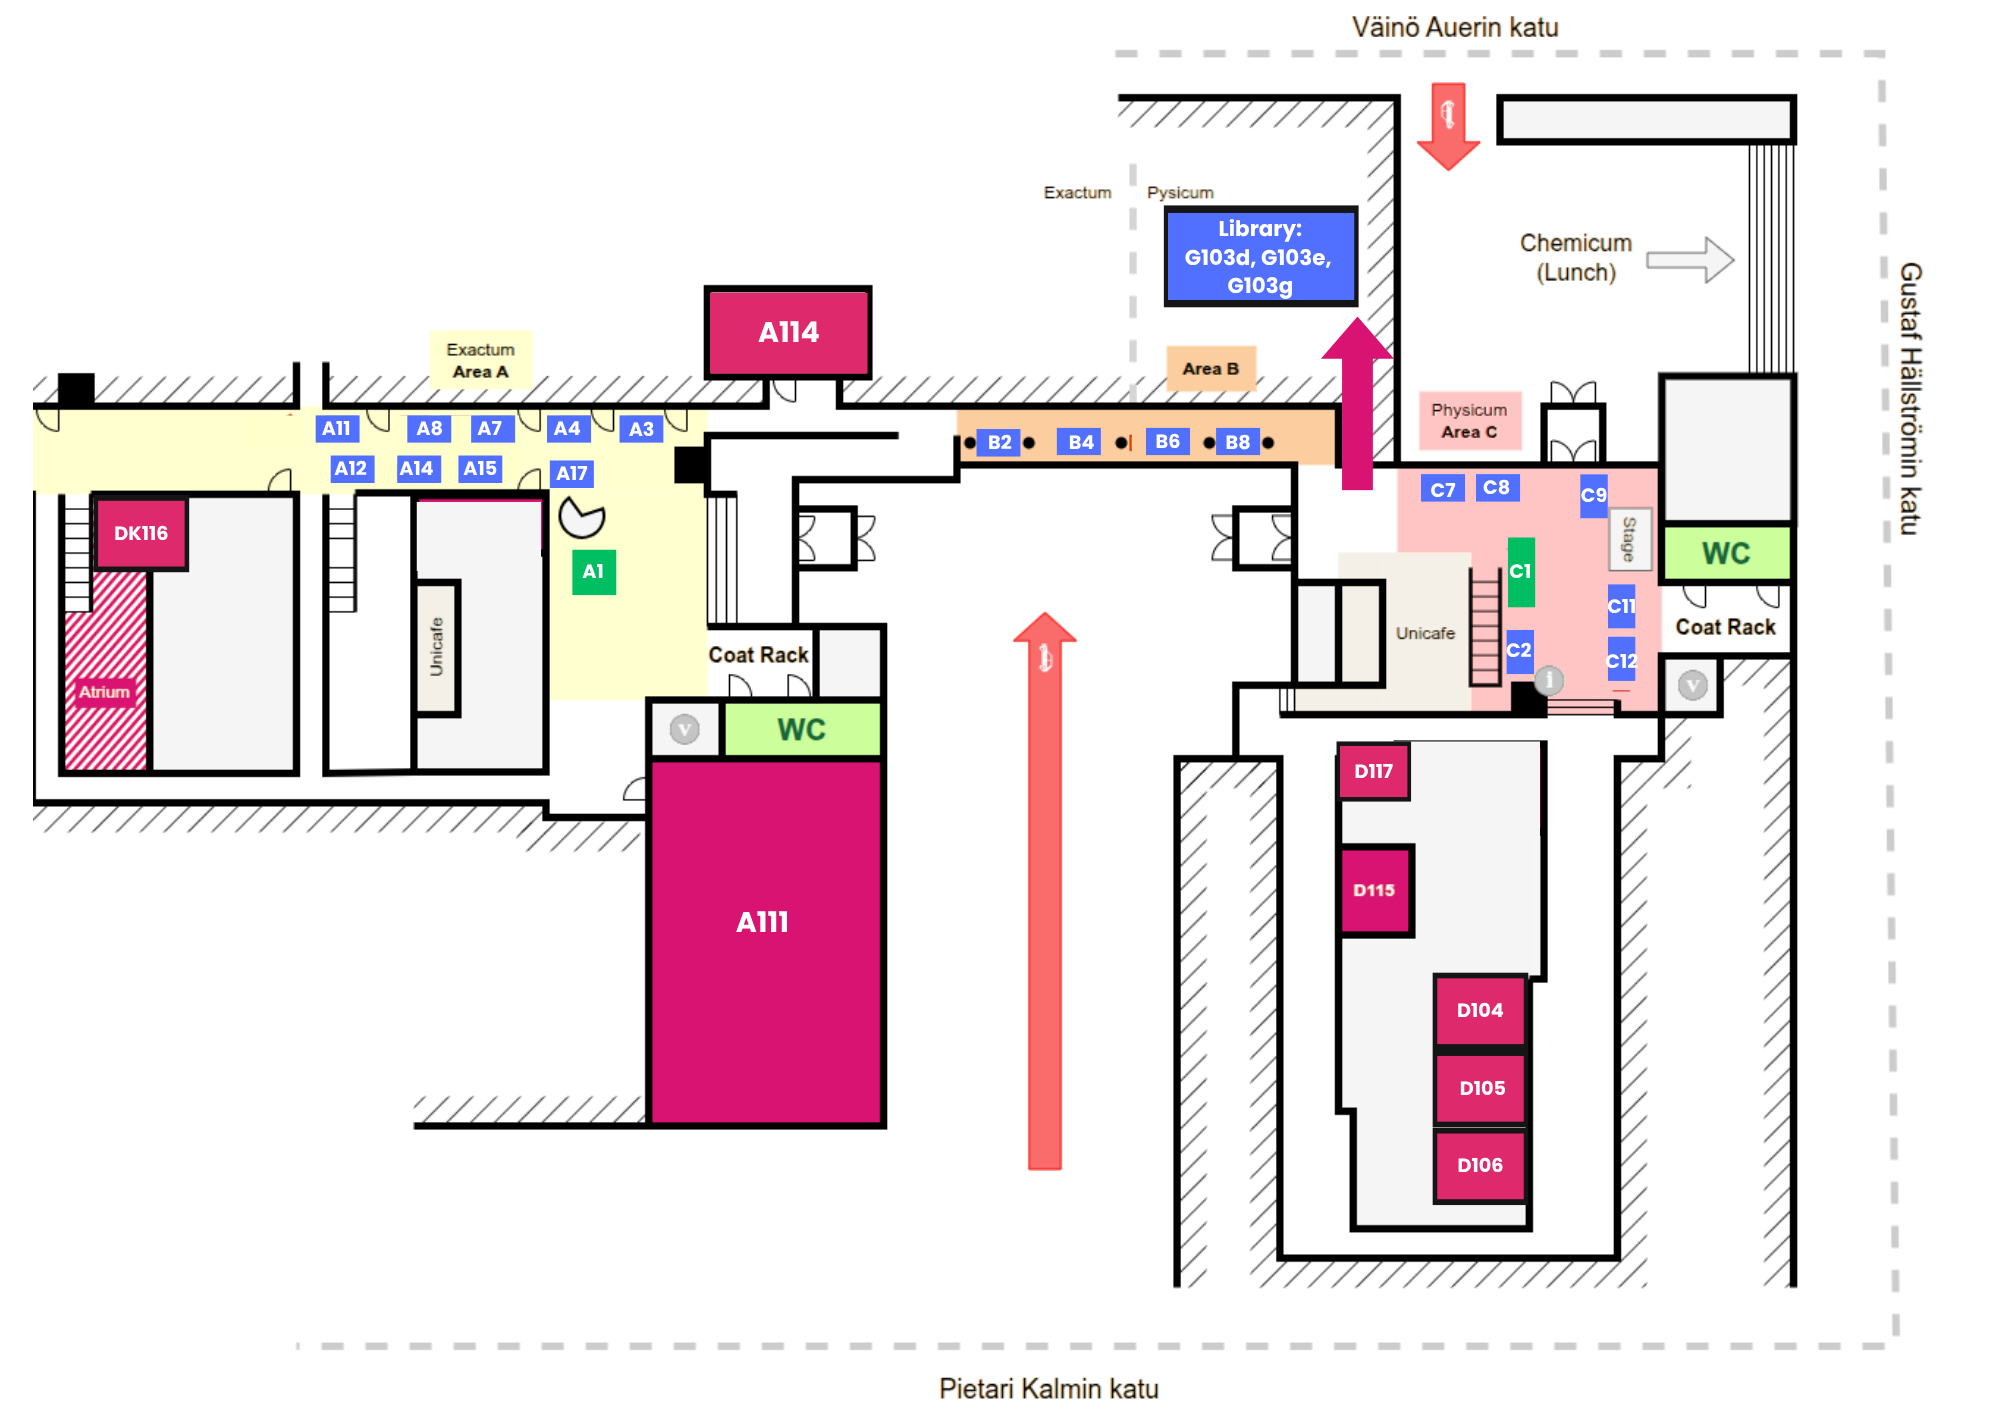 Väinö Auerin katu
Exactum
Pysicum
Library:
G103d, G103e,
G103g
Chemicum
(Lunch)
Gustaf Hällströmin katu
A114
Exactum
Area A
Area B
Physicum
Area C
A11
A8
A7
A4
A3
B2
B4
B6
B8
A12
A14
A15
A17
C7
C8
C9
DK116
A1
Stage
WC
C1
C11
Unicafe
Unicafe
Coat Rack
Coat Rack
C2
C12
Atrium
i
V
V
WC
D117
D115
A111
D104
D105
D106
Pietari Kalmin katu